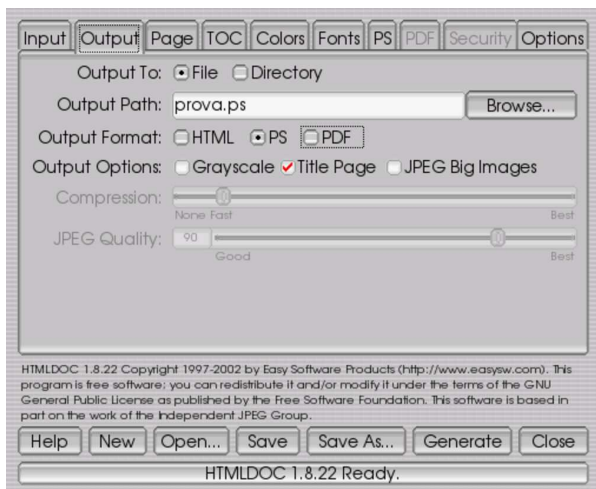 Input Output Page TOC Colors Fonts PS PDF Security Options
Output To: File Directory
Output Path: prova.ps Browse...
Output Format: HTML PS PDF
Output Options: Grayscale Title Page JPEG Big Images
Compression:
None Fast Best
JPEG Quality: 90
Good Best
HTMLDOC 1.8.22 Copyright 1997-2002 by Easy Software Products (http://www.easysw.com). This
program is free software; you can redistribute it and/or modify it under the terms of the GNU
General Public License as published by the Free Software Foundation. This software is based in
part on the work of the Independent JPEG Group.
Help New Open... Save Save As... Generate Close
HTMLDOC 1.8.22 Ready.